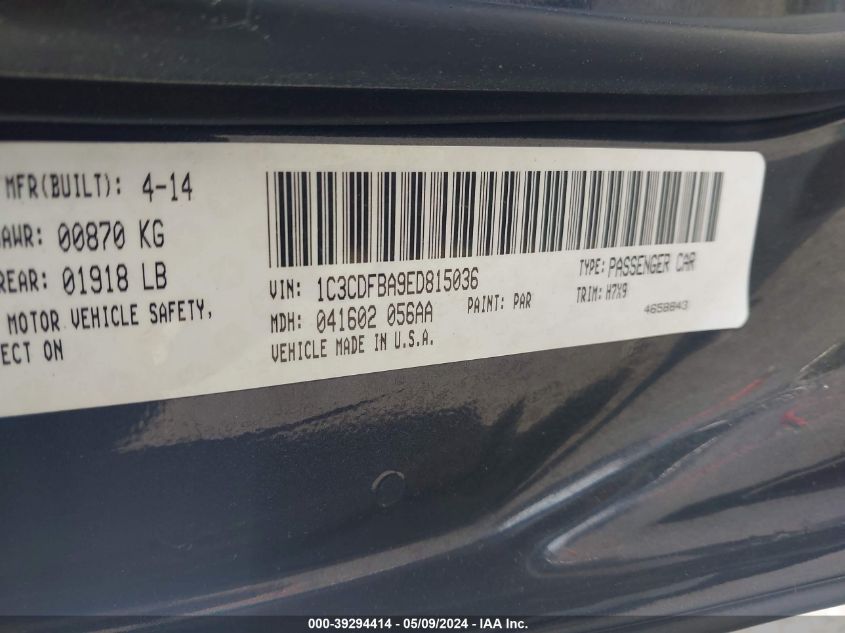 MFR(BUILT): 4-14
GAWR: 00870 KG
REAR: 01918 LB
MOTOR VEHICLE SAFETY,
ECT ON
VIN: 1C3CDFBA9ED815036
TYPE: PASSENGER CAR
MDH: 041602 056AA
PAINT: PAR
TRIM: H7X9
VEHICLE MADE IN U.S.A.
4658843
000-39294414 - 05/09/2024 - IAA Inc.